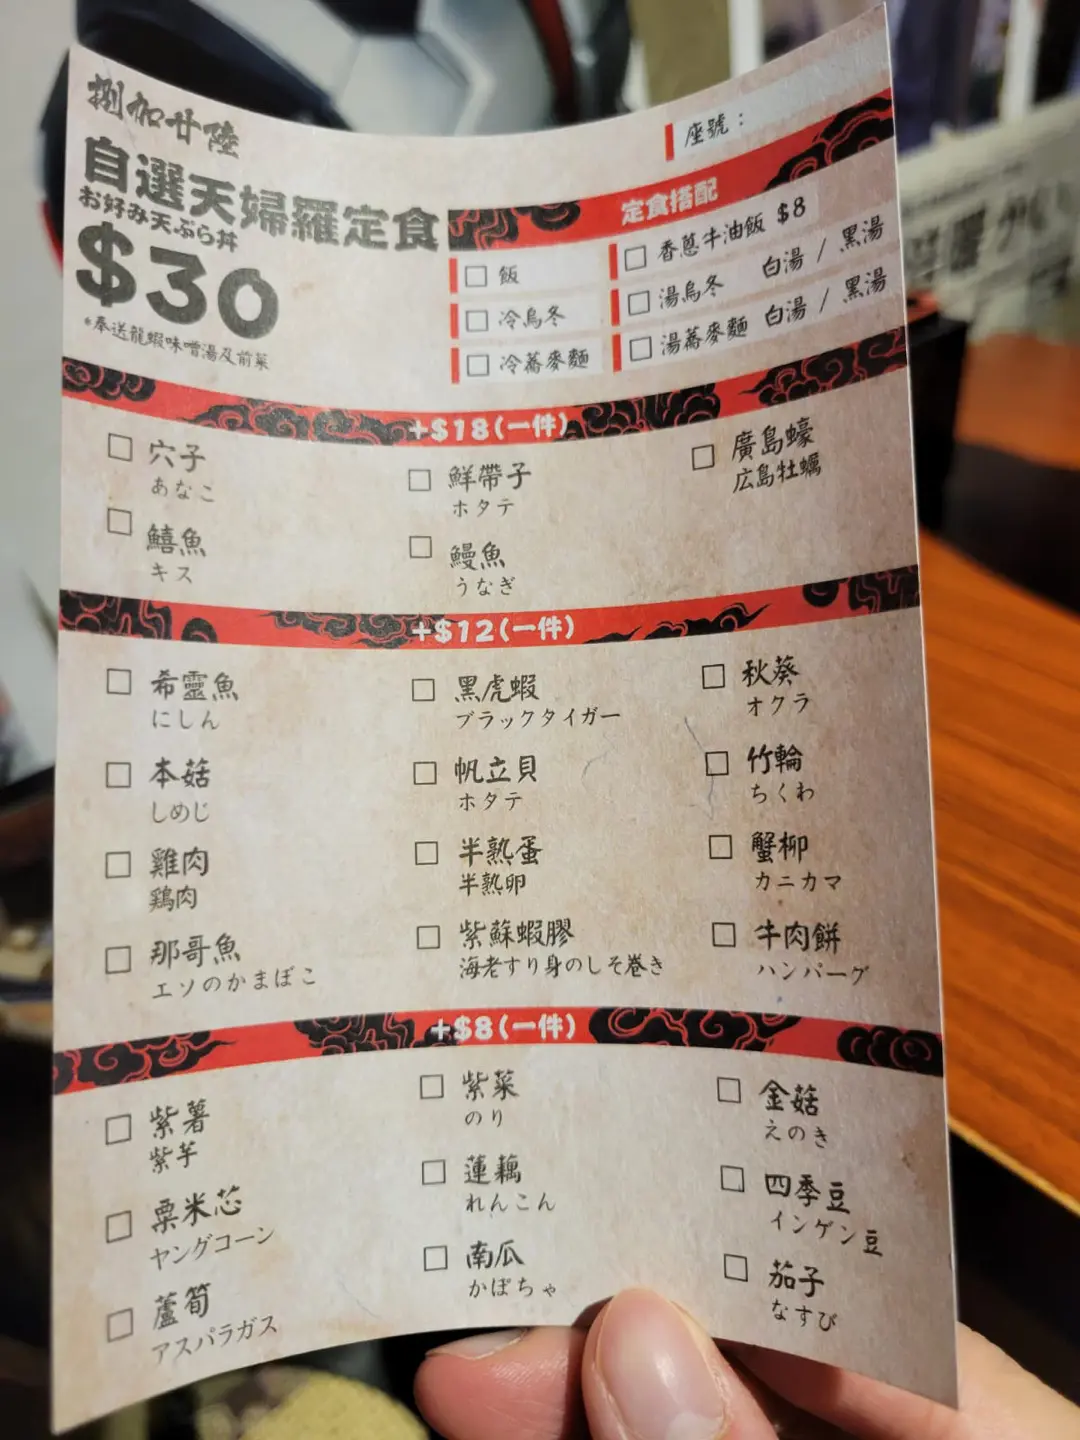 捌加廿陸
座號：
自選天婦羅定食
お好み天ぷら丼
$30
*奉送龍蝦味噌湯及前菜
定食搭配
飯
香蔥牛油飯 $8
冷烏冬
湯烏冬 白湯 / 黑湯
冷蕎麥麵
湯蕎麥麵 白湯 / 黑湯
+$18(一件)
穴子
あなこ
鮮帶子
ホタテ
廣島蠔
広島牡蠣
鱚魚
キス
鰻魚
うなぎ
+$12(一件)
希靈魚
にしん
黑虎蝦
ブラックタイガー
秋葵
オクラ
本菇
しめじ
帆立貝
ホタテ
竹輪
ちくわ
雞肉
鶏肉
半熟蛋
半熟卵
蟹柳
カニカマ
那哥魚
エソのかまぼこ
紫蘇蝦膠
海老すり身のしそ巻き
牛肉餅
ハンバーグ
+$8(一件)
紫薯
紫芋
紫菜
のり
金菇
えのき
粟米芯
ヤングコーン
蓮藕
れんこん
四季豆
インゲン豆
蘆筍
アスパラガス
南瓜
かぼちゃ
茄子
なすび